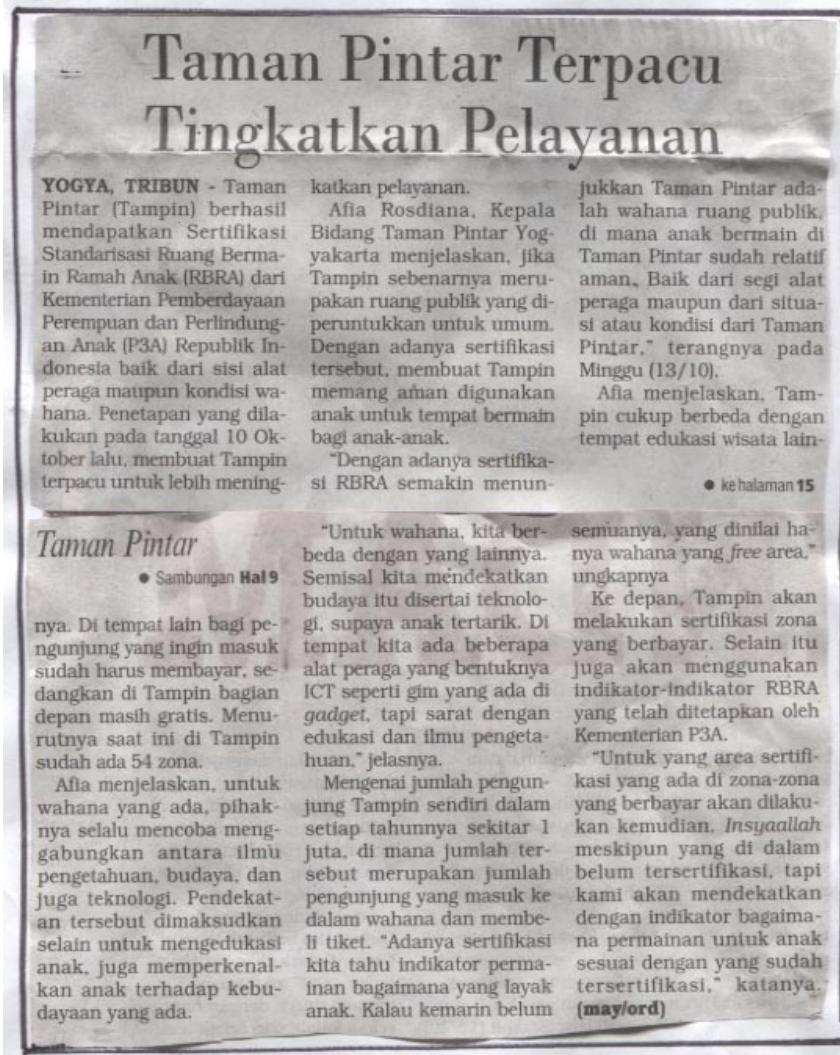 Taman Pintar Terpacu
Tingkatkan Pelayanan
YOGYA, TRIBUN - Taman
Pintar (Tampin) berhasil
mendapatkan Sertifikasi
Standarisasi Ruang Berma-
in Ramah Anak (RBRA) dari
Kementerian Pemberdayaan
Perempuan dan Perlindung-
an Anak (P3A) Republik In-
donesia baik dari sisi alat
peraga maupun kondisi wa-
hana. Penetapan yang dila-
kukan pada tanggal 10 Ok-
tober lalu, membuat Tampin
terpacu untuk lebih mening-
katkan pelayanan.
Afia Rosdiana, Kepala
Bidang Taman Pintar Yog-
yakarta menjelaskan, jika
Tampin sebenarnya meru-
pakan ruang publik yang di-
peruntukkan untuk umum.
Dengan adanya sertifikasi
tersebut, membuat Tampin
memang aman digunakan
anak untuk tempat bermain
bagi anak-anak.
"Dengan adanya sertifika-
si RBRA semakin menun-
jukkan Taman Pintar ada-
lah wahana ruang publik,
di mana anak bermain di
Taman Pintar sudah relatif
aman. Baik dari segi alat
peraga maupun dari situa-
si atau kondisi dari Taman
Pintar," terangnya pada
Minggu (13/10).
Afia menjelaskan, Tam-
pin cukup berbeda dengan
tempat edukasi wisata lain-
● ke halaman 15
Taman Pintar
● Sambungan Hal 9
nya. Di tempat lain bagi pe-
ngunjung yang ingin masuk
sudah harus membayar, se-
dangkan di Tampin bagian
depan masih gratis. Menu-
rutnya saat ini di Tampin
sudah ada 54 zona.
Afia menjelaskan, untuk
wahana yang ada, pihak-
nya selalu mencoba meng-
gabungkan antara ilmu
pengetahuan, budaya, dan
juga teknologi. Pendekat-
an tersebut dimaksudkan
selain untuk mengedukasi
anak, juga memperkenal-
kan anak terhadap kebu-
dayaan yang ada.
"Untuk wahana, kita ber-
beda dengan yang lainnya.
Semisal kita mendekatkan
budaya itu disertai teknolo-
gi, supaya anak tertarik. Di
tempat kita ada beberapa
alat peraga yang bentuknya
ICT seperti gim yang ada di
gadget, tapi sarat dengan
edukasi dan ilmu pengeta-
huan," jelasnya.
Mengenai jumlah pengun-
jung Tampin sendiri dalam
setiap tahunnya sekitar 1
juta, di mana jumlah ter-
sebut merupakan jumlah
pengunjung yang masuk ke
dalam wahana dan membe-
li tiket. "Adanya sertifikasi
kita tahu indikator perma-
inan bagaimana yang layak
anak. Kalau kemarin belum
semuanya, yang dinilai ha-
nya wahana yang free area,"
ungkapnya
Ke depan, Tampin akan
melakukan sertifikasi zona
yang berbayar. Selain itu
juga akan menggunakan
indikator-indikator RBRA
yang telah ditetapkan oleh
Kementerian P3A.
"Untuk yang area sertifi-
kasi yang ada di zona-zona
yang berbayar akan dilaku-
kan kemudian. Insyaallah
meskipun yang di dalam
belum tersertifikasi, tapi
kami akan mendekatkan
dengan indikator bagaima-
na permainan untuk anak
sesuai dengan yang sudah
tersertifikasi," katanya.
(may/ord)